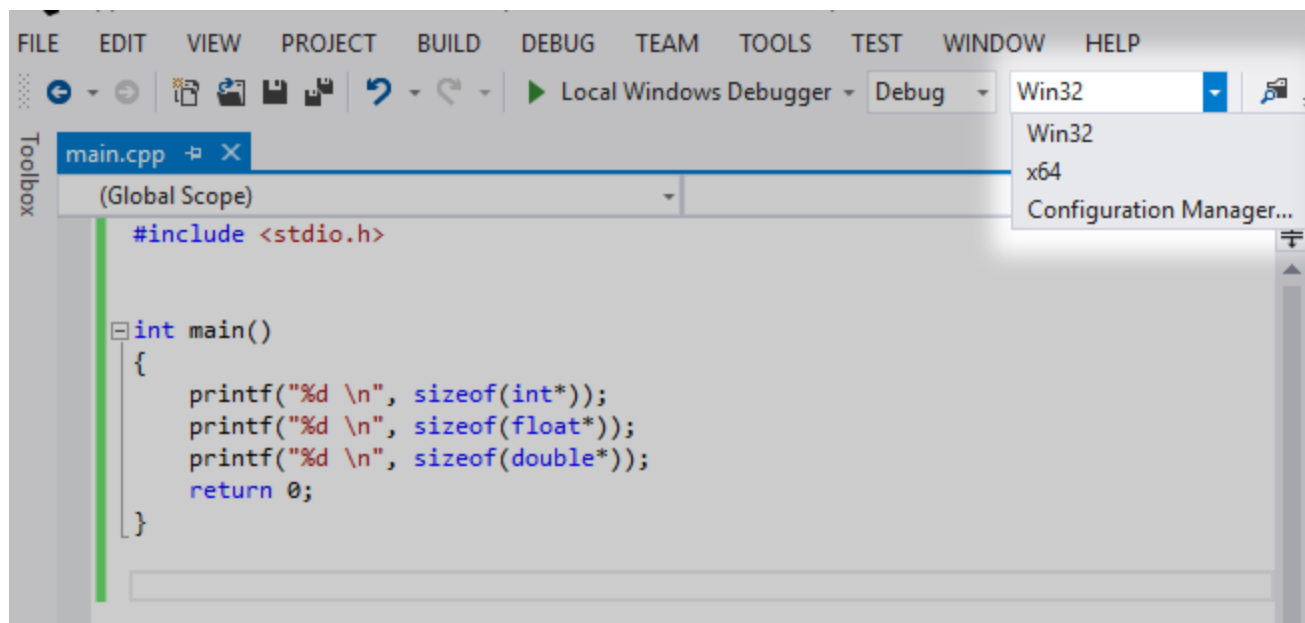 FILE EDIT VIEW PROJECT BUILD DEBUG TEAM TOOLS TEST WINDOW HELP
Local Windows Debugger Debug Win32
Win32
x64
Configuration Manager...
Toolbox
main.cpp
(Global Scope)
#include <stdio.h>
int main()
{
printf("%d \n", sizeof(int*));
printf("%d \n", sizeof(float*));
printf("%d \n", sizeof(double*));
return 0;
}